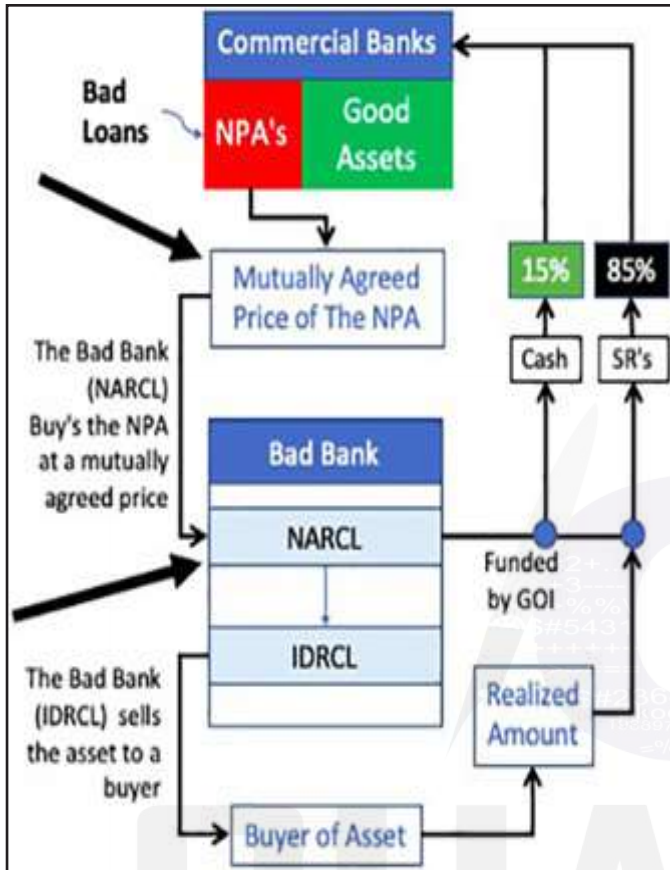 Commercial Banks
Bad
Loans
NPA's
Good
Assets
Mutually Agreed
Price of The NPA
15%
85%
Cash
SR's
The Bad Bank
(NARCL)
Buy's the NPA
at a mutually
agreed price
Bad Bank
NARCL
Funded
by GOI
IDRCL
The Bad Bank
(IDRCL) sells
the asset to a
buyer
Realized
Amount
Buyer of Asset